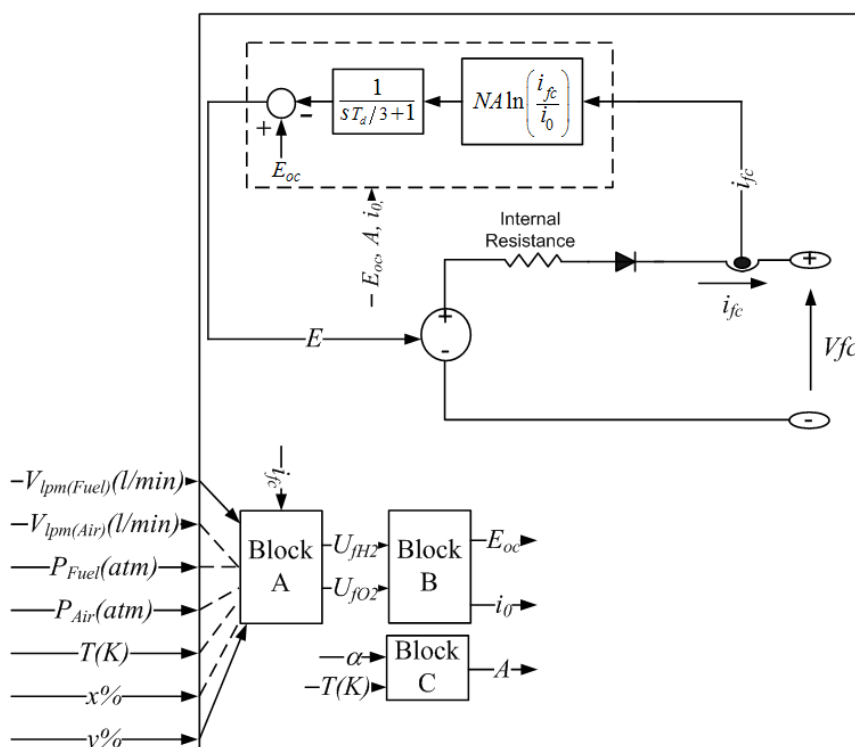 1
sT_d/3+1
NA ln(i_fc/i_0)
+
−
E_oc
− E_oc, A, i_0,
i_fc
Internal
Resistance
+
i_fc
+
-
E
Vfc
-
i_fc
−V_lpm(Fuel)(l/min)
−V_lpm(Air)(l/min)
P_Fuel(atm)
P_Air(atm)
T(K)
x%
y%
Block
A
U_fH2
U_fO2
Block
B
E_oc
i_0
α
−T(K)
Block
C
A